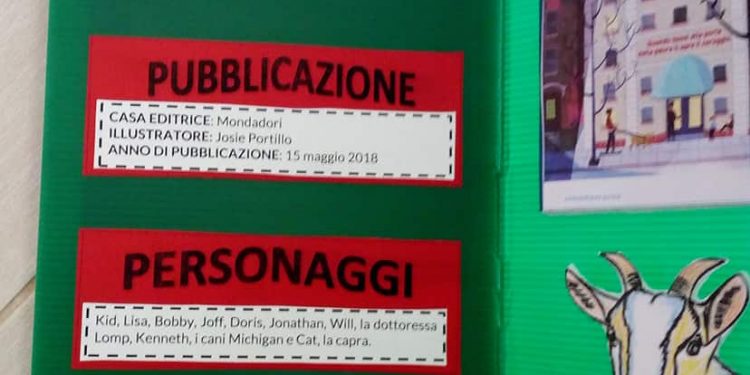 PUBBLICAZIONE
CASA EDITRICE: Mondadori
ILLUSTRATORE: Josie Portillo
ANNO DI PUBBLICAZIONE: 15 maggio 2018
PERSONAGGI
Kid, Lisa, Bobby, Joff, Doris, Jonathan, Will, la dottoressa
Lomp, Kenneth, i cani Michigan e Cat, la capra.